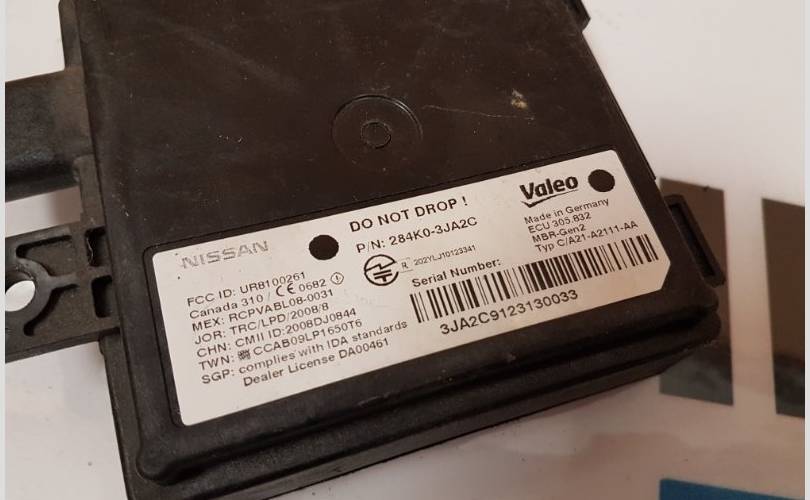 NISSAN
FCC ID: UR8100261
Canada 310 / CE 0682
MEX: RCPVABL08-0031
JOR: TRC/LPD/2008/8
CHN: CMII ID:2008DJ0844
TWN: CCAB09LP1650T6
SGP: complies with IDA standards
Dealer License DA00461
DO NOT DROP !
P/N: 284K0-3JA2C
R 202YLJ10123341
Serial Number:
3JA2C9123130033
Valeo
Made in Germany
ECU 305.832
MBR-Gen2
Typ C/A21-A2111-AA